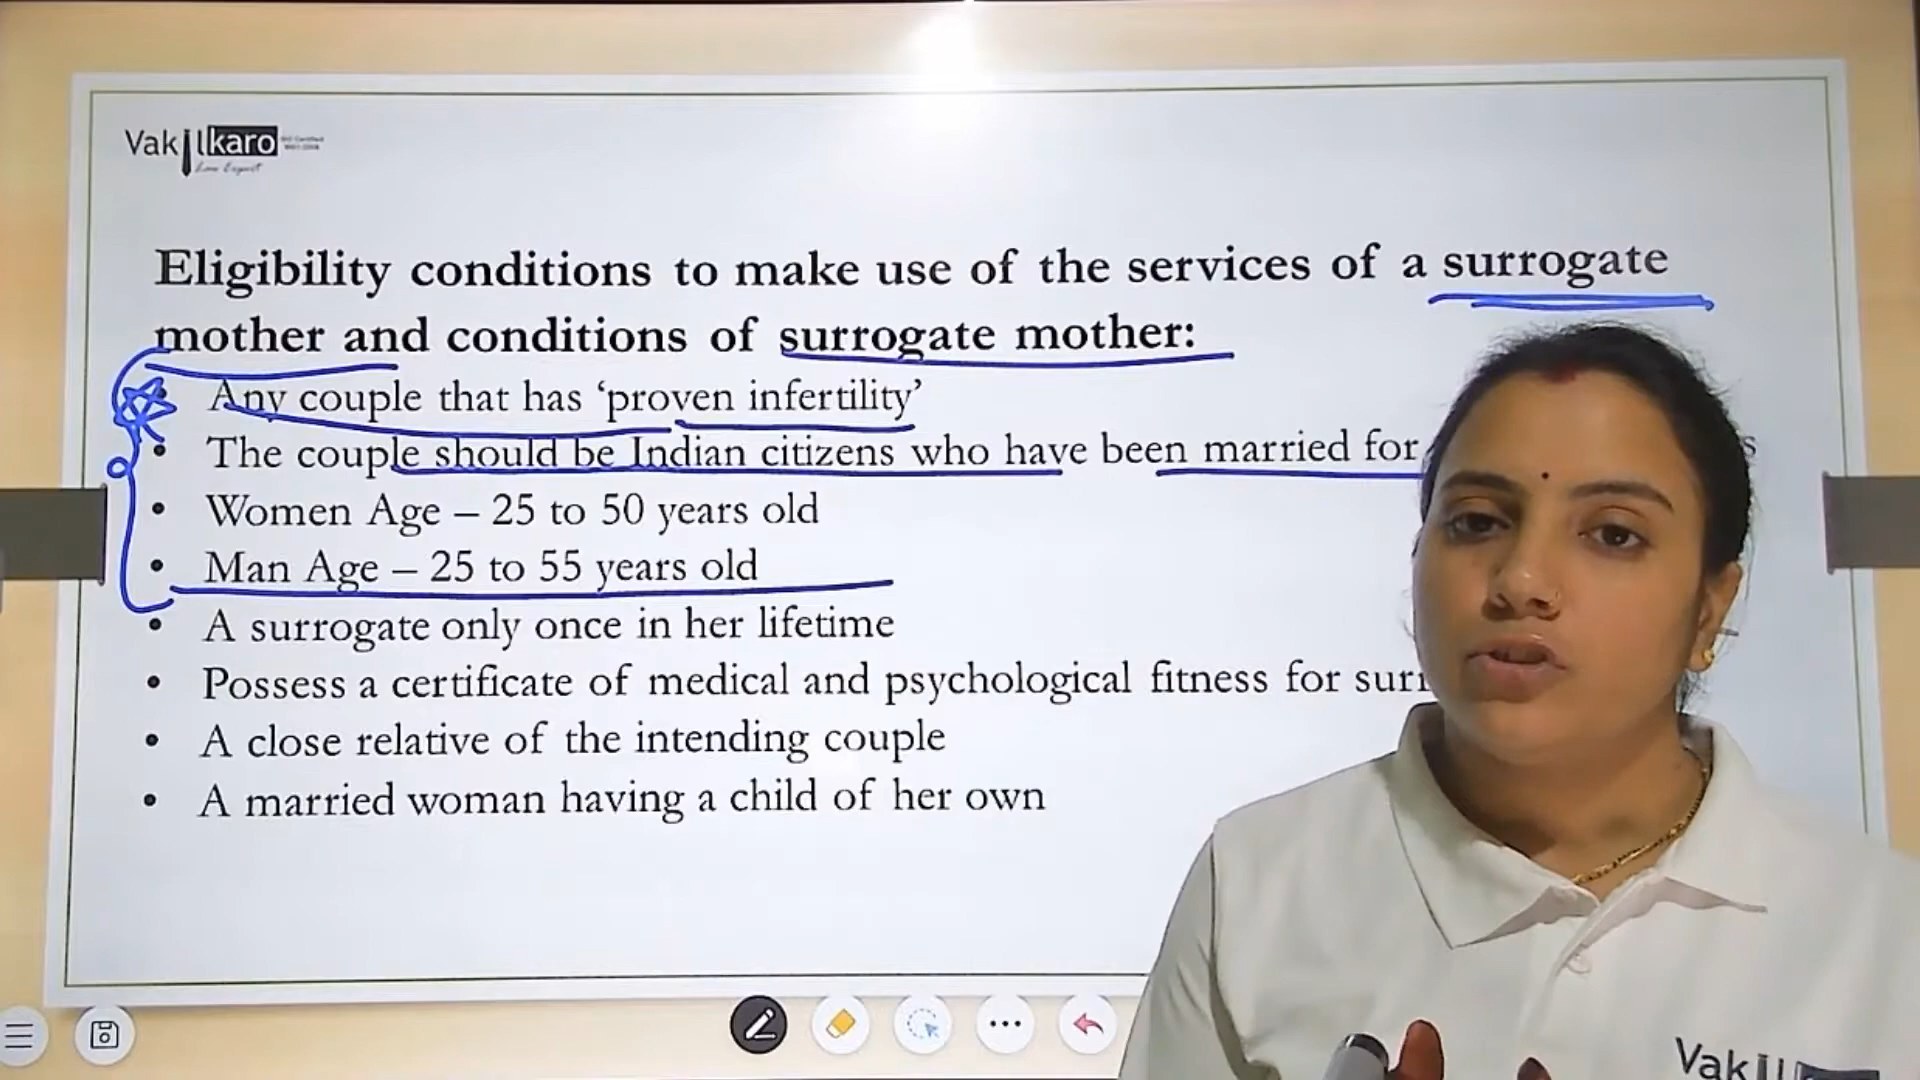 Vakilkaro
Law Expert
Eligibility conditions to make use of the services of a surrogate
mother and conditions of surrogate mother:
• Any couple that has ‘proven infertility’
• The couple should be Indian citizens who have been married for
• Women Age – 25 to 50 years old
• Man Age – 25 to 55 years old
• A surrogate only once in her lifetime
• Possess a certificate of medical and psychological fitness for
• A close relative of the intending couple
• A married woman having a child of her own